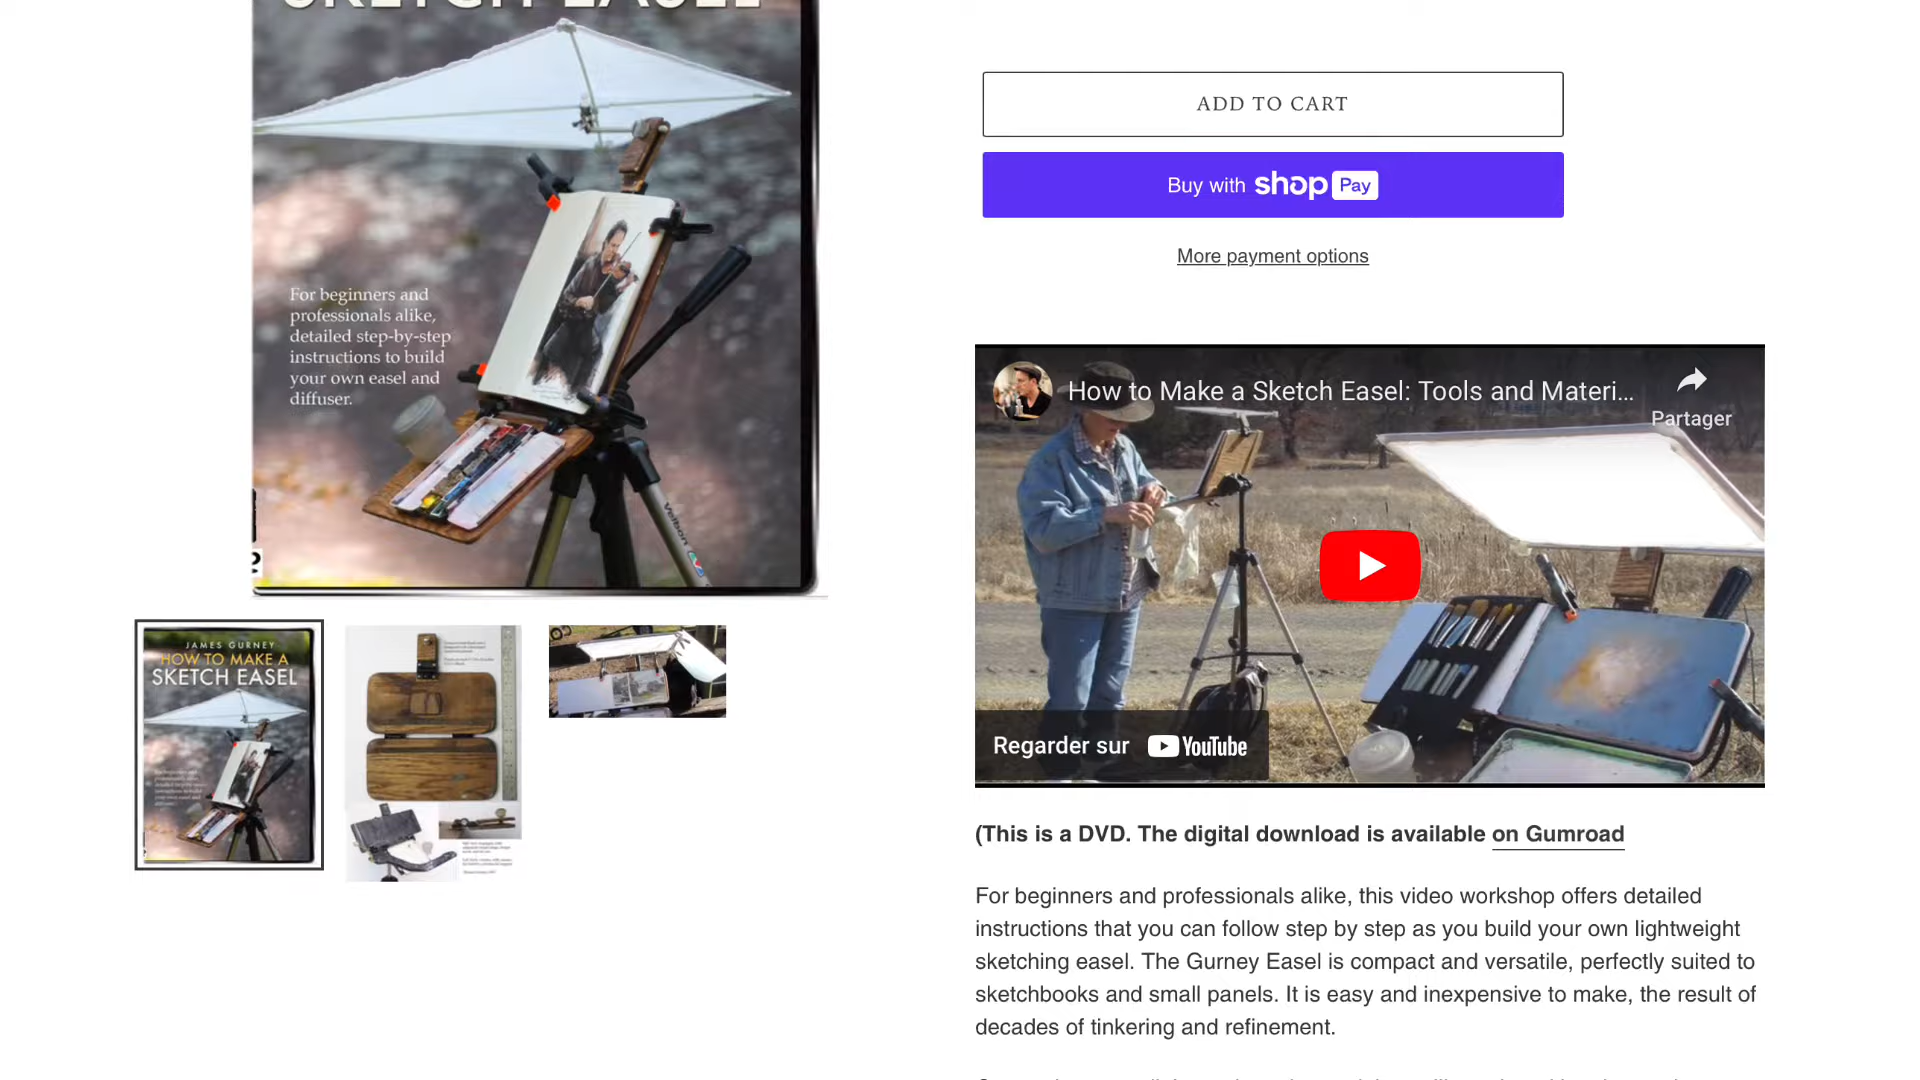 SKETCH EASEL
For beginners and
professionals alike,
detailed step-by-step
instructions to build
your own easel and
diffuser.
Velbon
JAMES GURNEY
HOW TO MAKE A
SKETCH EASEL
ADD TO CART
Buy with shop Pay
More payment options
How to Make a Sketch Easel: Tools and Materi...
Partager
Regarder sur YouTube
(This is a DVD. The digital download is available on Gumroad
For beginners and professionals alike, this video workshop offers detailed
instructions that you can follow step by step as you build your own lightweight
sketching easel. The Gurney Easel is compact and versatile, perfectly suited to
sketchbooks and small panels. It is easy and inexpensive to make, the result of
decades of tinkering and refinement.